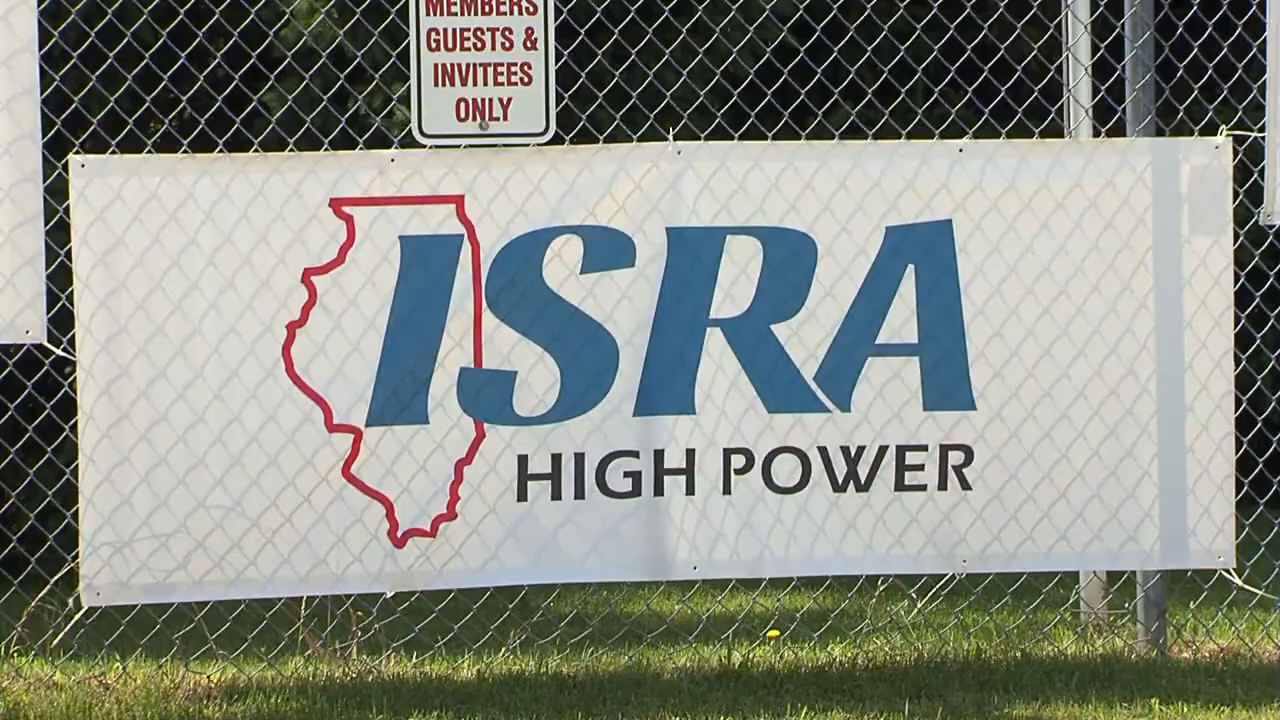 MEMBERS
GUESTS &
INVITEES
ONLY
ISRA
HIGH POWER